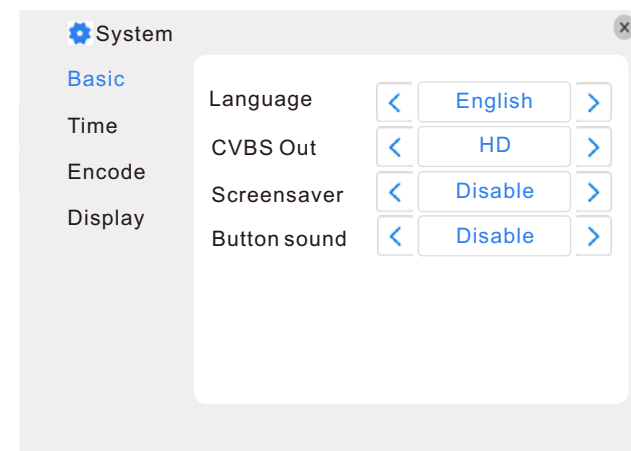 System
Basic
Time
Encode
Display
Language < English >
CVBS Out < HD >
Screensaver < Disable >
Button sound < Disable >